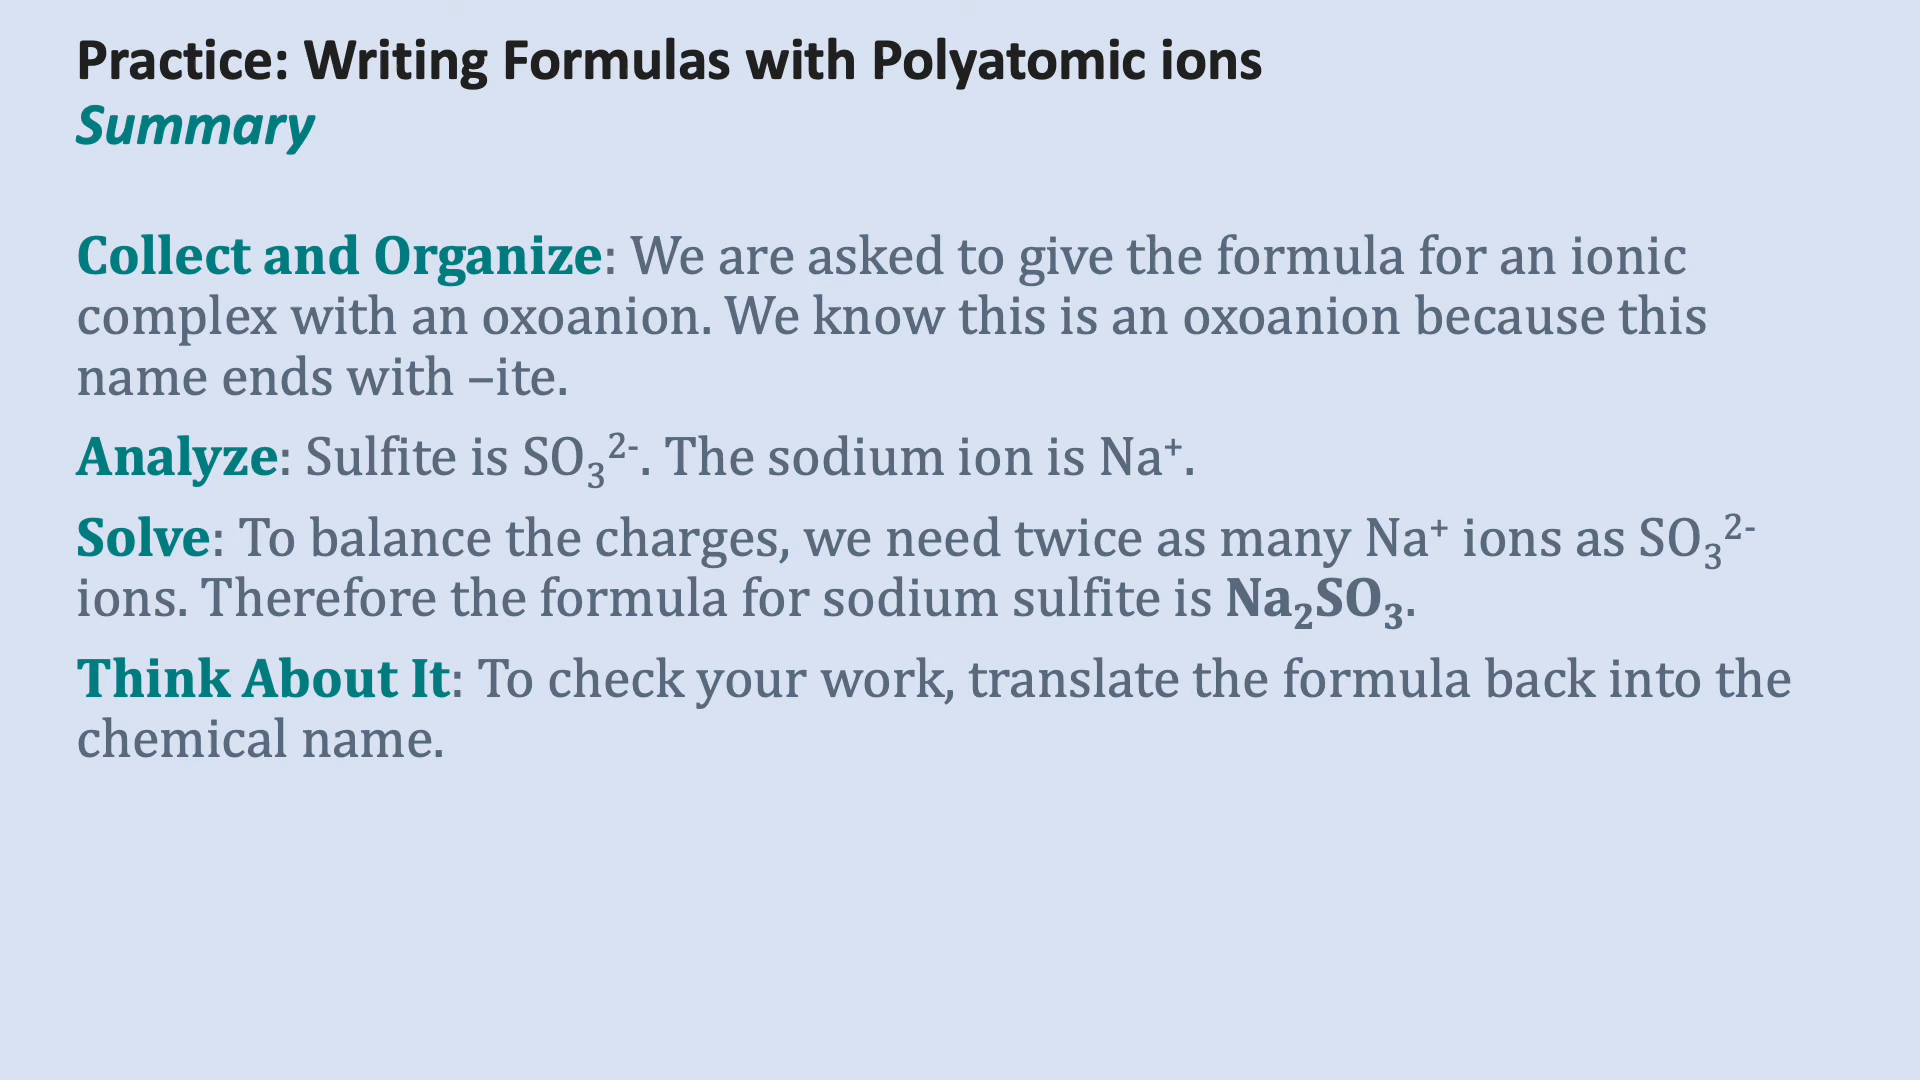 Practice: Writing Formulas with Polyatomic ions
Summary
Collect and Organize: We are asked to give the formula for an ionic
complex with an oxoanion. We know this is an oxoanion because this
name ends with –ite.
Analyze: Sulfite is SO₃²⁻. The sodium ion is Na⁺.
Solve: To balance the charges, we need twice as many Na⁺ ions as SO₃²⁻
ions. Therefore the formula for sodium sulfite is Na₂SO₃.
Think About It: To check your work, translate the formula back into the
chemical name.